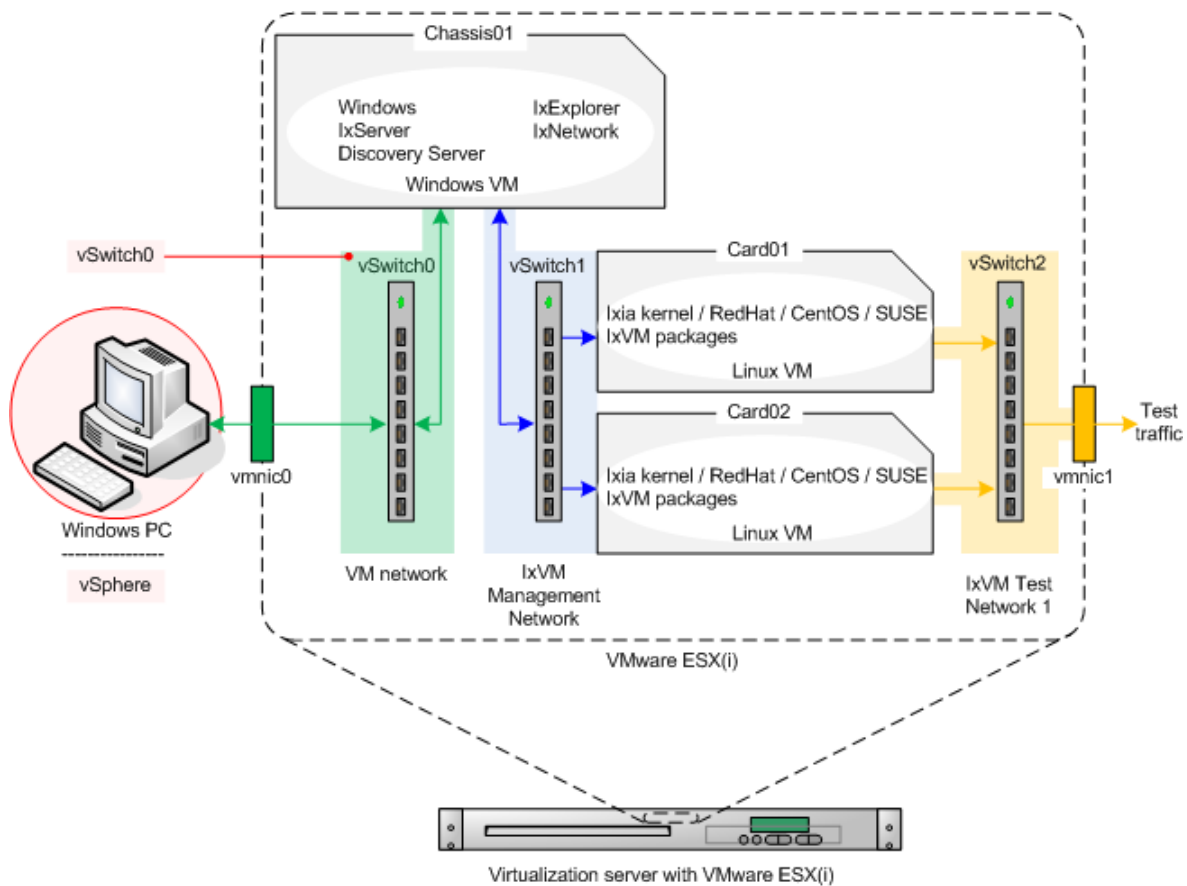 Chassis01
Windows
IxServer
Discovery Server
IxExplorer
IxNetwork
Windows VM
vSwitch0
vSwitch0
vSwitch1
Card01
Ixia kernel / RedHat / CentOS / SUSE
IxVM packages
Linux VM
vSwitch2
Card02
Ixia kernel / RedHat / CentOS / SUSE
IxVM packages
Linux VM
Test
traffic
vmnic0
vmnic1
Windows PC
----------------
vSphere
VM network
IxVM
Management
Network
IxVM Test
Network 1
VMware ESX(i)
Virtualization server with VMware ESX(i)